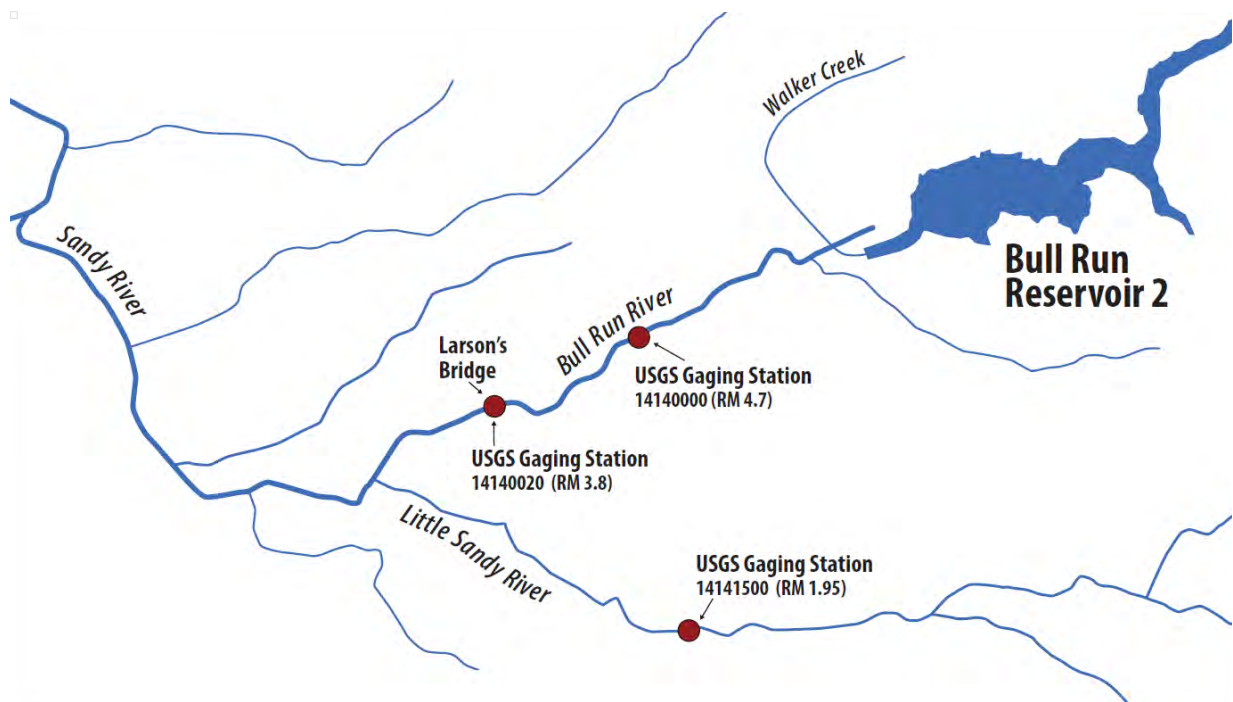 Walker Creek
Sandy River
Bull Run
Reservoir 2
Bull Run River
Larson's
Bridge
USGS Gaging Station
14140000 (RM 4.7)
USGS Gaging Station
14140020 (RM 3.8)
Little Sandy River
USGS Gaging Station
14141500 (RM 1.95)